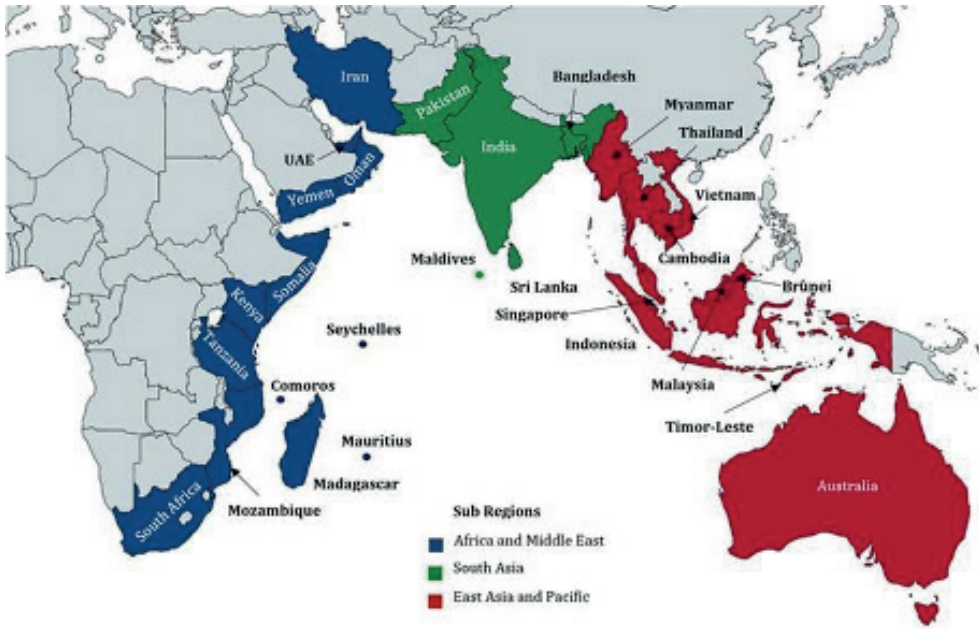 Iran
Pakistan
Bangladesh
Myanmar
Thailand
India
UAE
Oman
Yemen
Vietnam
Maldives
Cambodia
Somalia
Sri Lanka
Brûnei
Kenya
Singapore
Seychelles
Indonesia
Tanzania
Comoros
Malaysia
Timor-Leste
Mauritius
Madagascar
Australia
South Africa
Mozambique
Sub Regions
Africa and Middle East
South Asia
East Asia and Pacific